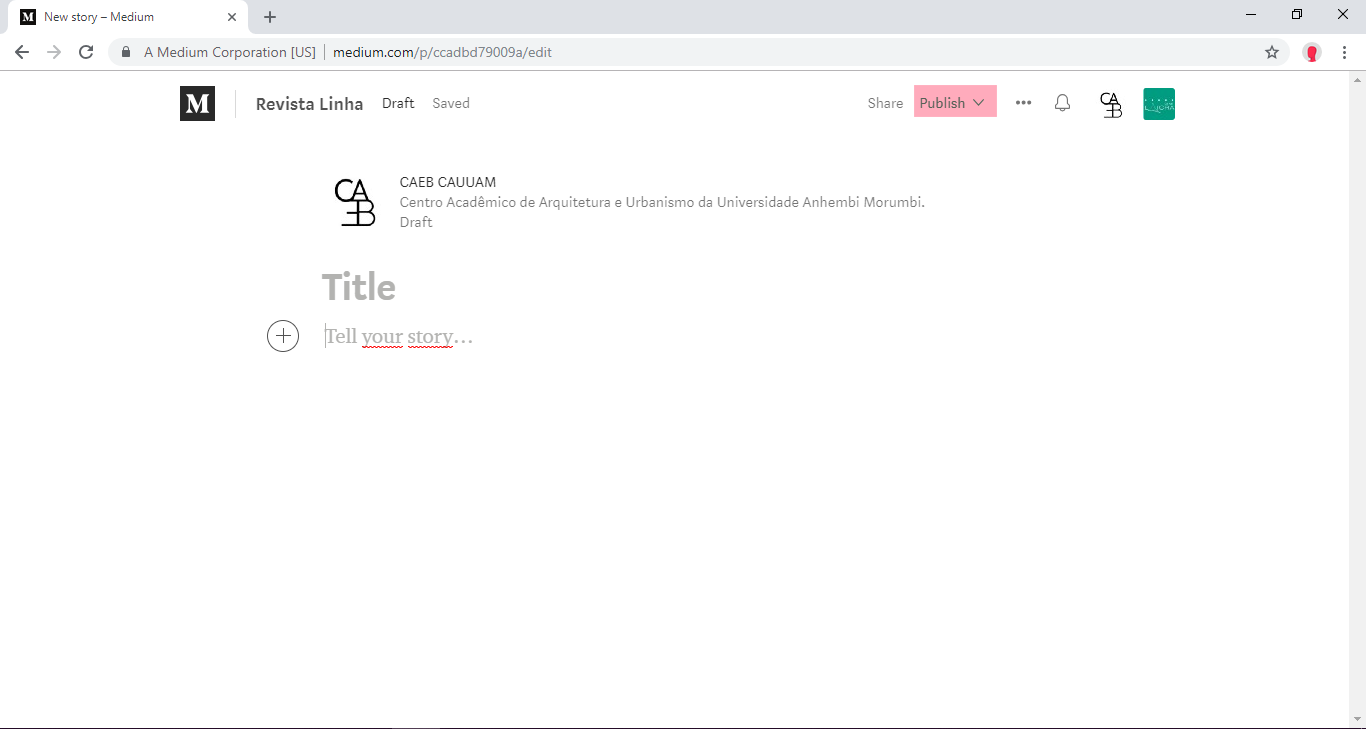 New story – Medium
A Medium Corporation [US] medium.com/p/ccadbd79009a/edit
M Revista Linha Draft Saved Share Publish
CAEB
CAEB CAUUAM
Centro Acadêmico de Arquitetura e Urbanismo da Universidade Anhembi Morumbi.
Draft
Title
Tell your story…